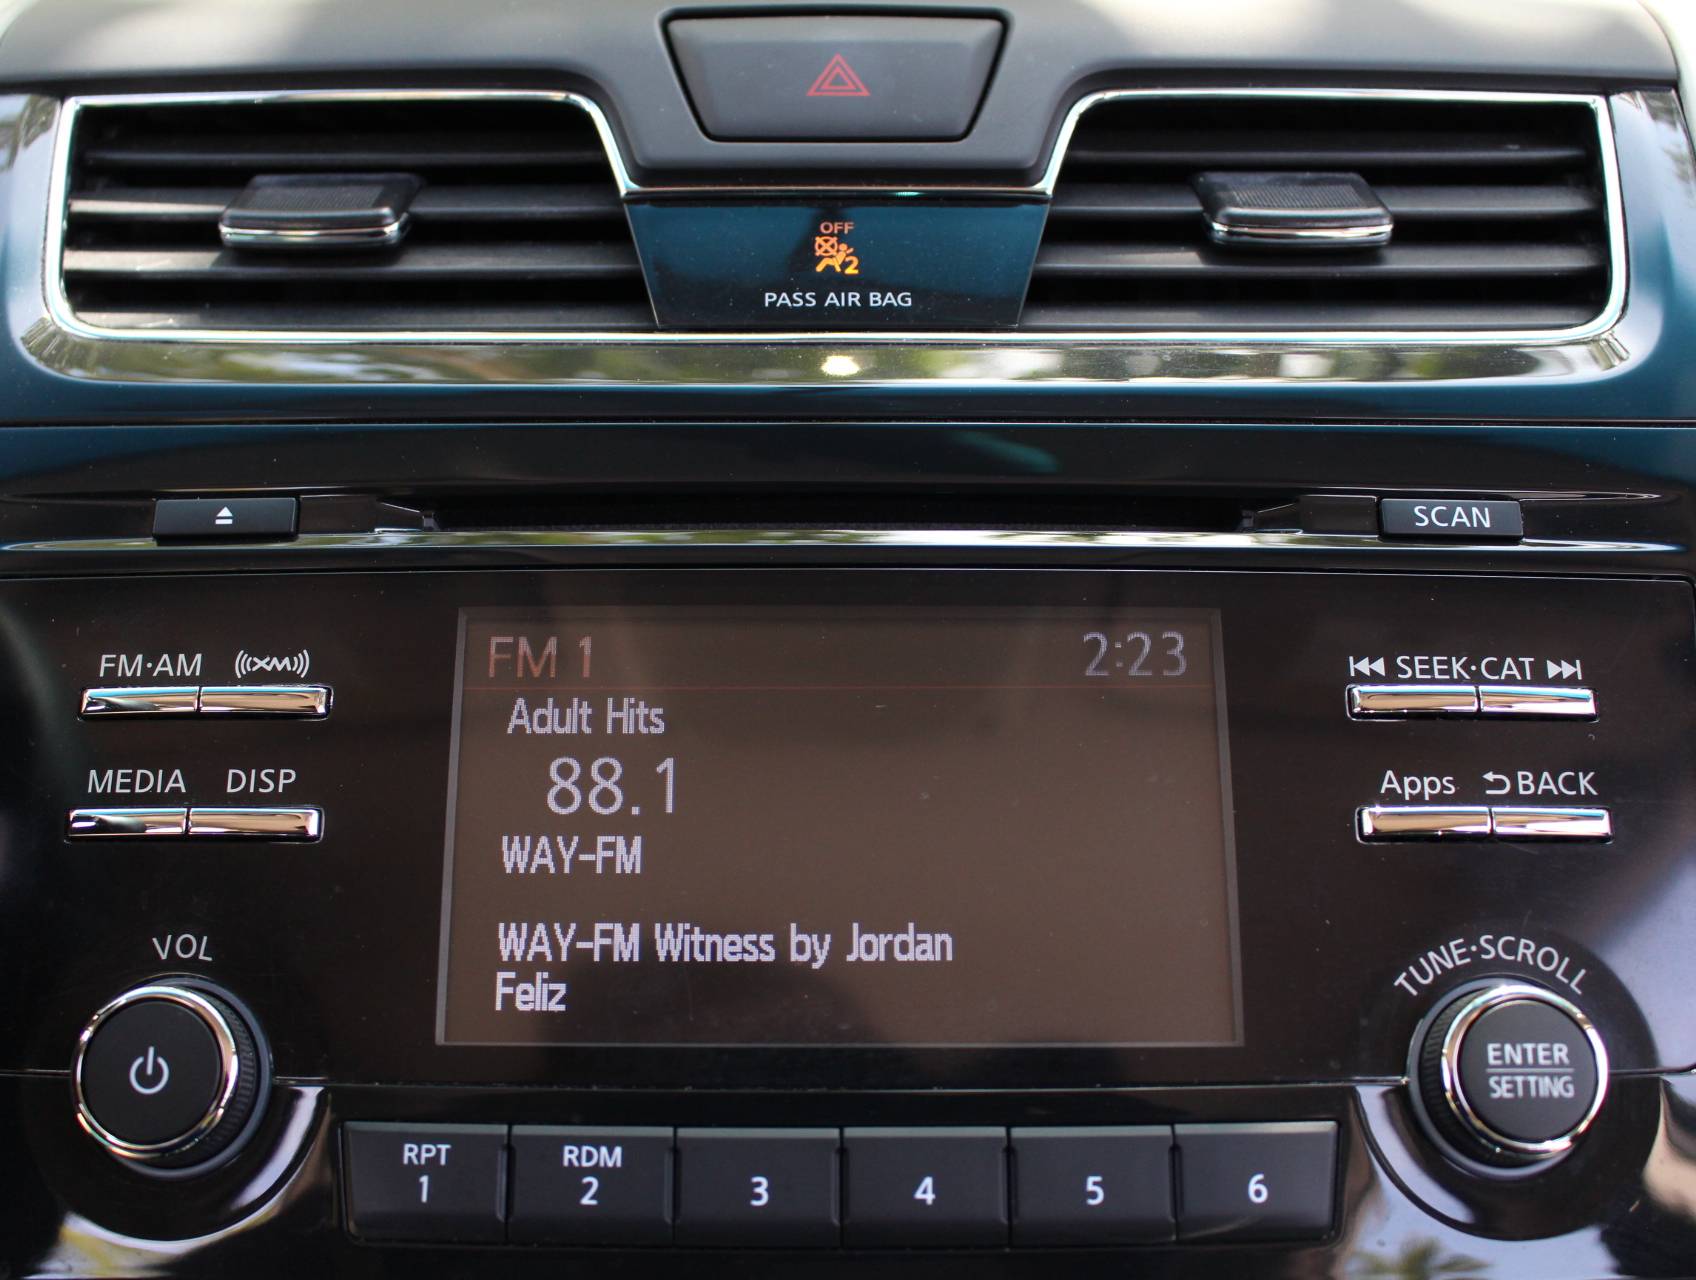 OFF
2
PASS AIR BAG
SCAN
FM·AM XM
SEEK·CAT
MEDIA DISP
Apps BACK
FM 1 2:23
Adult Hits
88.1
WAY-FM
WAY-FM Witness by Jordan
Feliz
VOL
TUNE·SCROLL
ENTER
SETTING
RPT
1
RDM
2
3
4
5
6